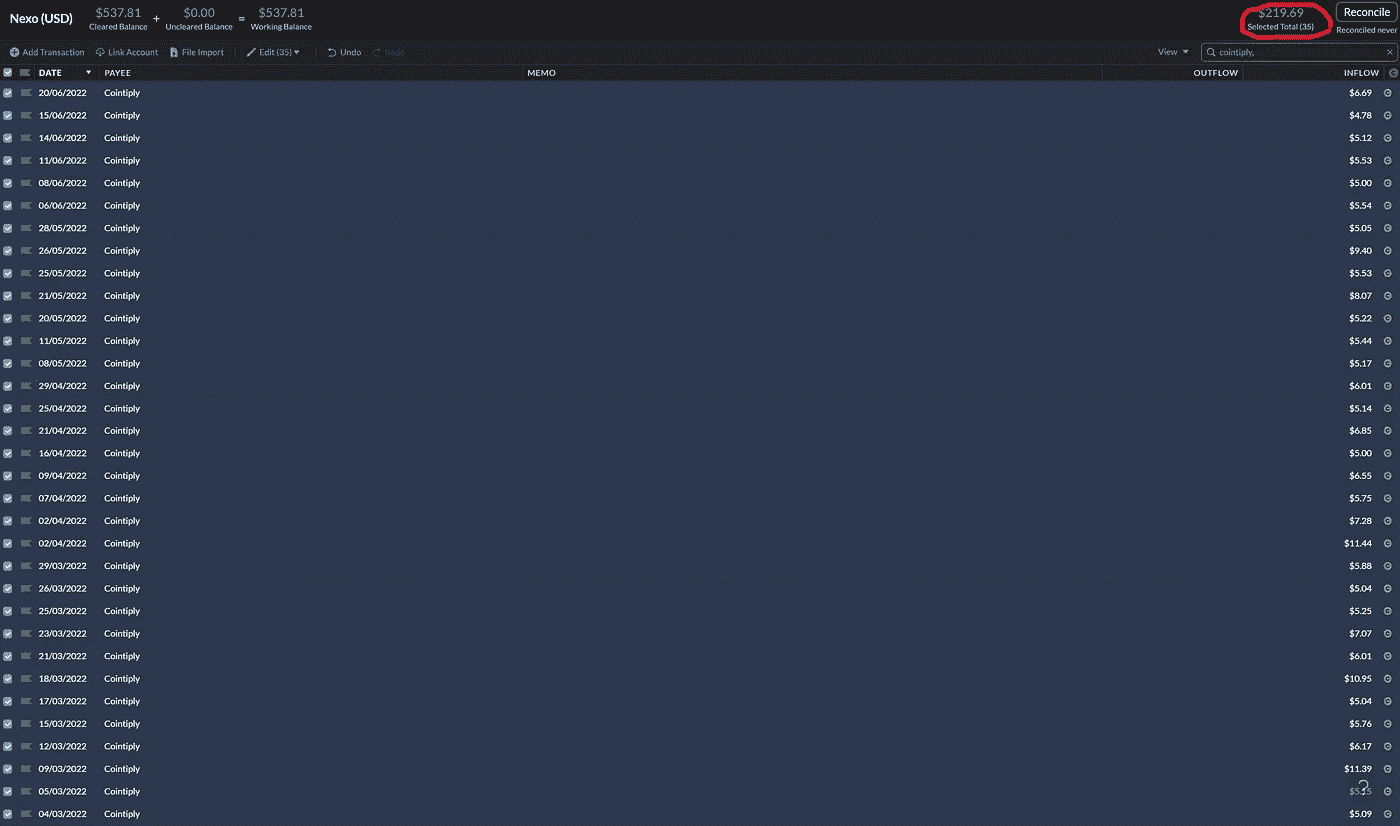 Nexo (USD) $537.81 + $0.00 = $537.81 $219.69 Reconcile
Cleared Balance Uncleared Balance Working Balance Selected Total (35) Reconciled never
Add Transaction Link Account File Import Edit (35) Undo Redo View cointiply,
DATE PAYEE MEMO OUTFLOW INFLOW
20/06/2022 Cointiply $6.69
15/06/2022 Cointiply $4.78
14/06/2022 Cointiply $5.12
11/06/2022 Cointiply $5.53
08/06/2022 Cointiply $5.00
06/06/2022 Cointiply $5.54
28/05/2022 Cointiply $5.05
26/05/2022 Cointiply $9.40
25/05/2022 Cointiply $5.53
21/05/2022 Cointiply $8.07
20/05/2022 Cointiply $5.22
11/05/2022 Cointiply $5.44
08/05/2022 Cointiply $5.17
29/04/2022 Cointiply $6.01
25/04/2022 Cointiply $5.14
21/04/2022 Cointiply $6.85
16/04/2022 Cointiply $5.00
09/04/2022 Cointiply $6.55
07/04/2022 Cointiply $5.75
02/04/2022 Cointiply $7.28
02/04/2022 Cointiply $11.44
29/03/2022 Cointiply $5.88
26/03/2022 Cointiply $5.04
25/03/2022 Cointiply $5.25
23/03/2022 Cointiply $7.07
21/03/2022 Cointiply $6.01
18/03/2022 Cointiply $10.95
17/03/2022 Cointiply $5.04
15/03/2022 Cointiply $5.76
12/03/2022 Cointiply $6.17
09/03/2022 Cointiply $11.39
05/03/2022 Cointiply
04/03/2022 Cointiply $5.09